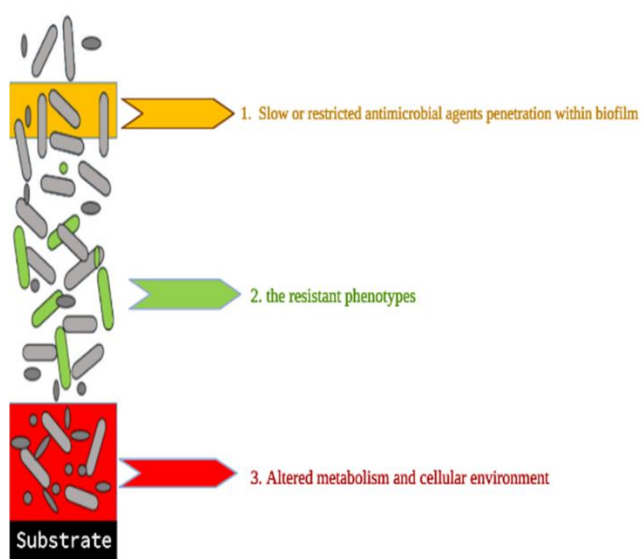 1. Slow or restricted antimicrobial agents penetration within biofilm
2. the resistant phenotypes
3. Altered metabolism and cellular environment
Substrate